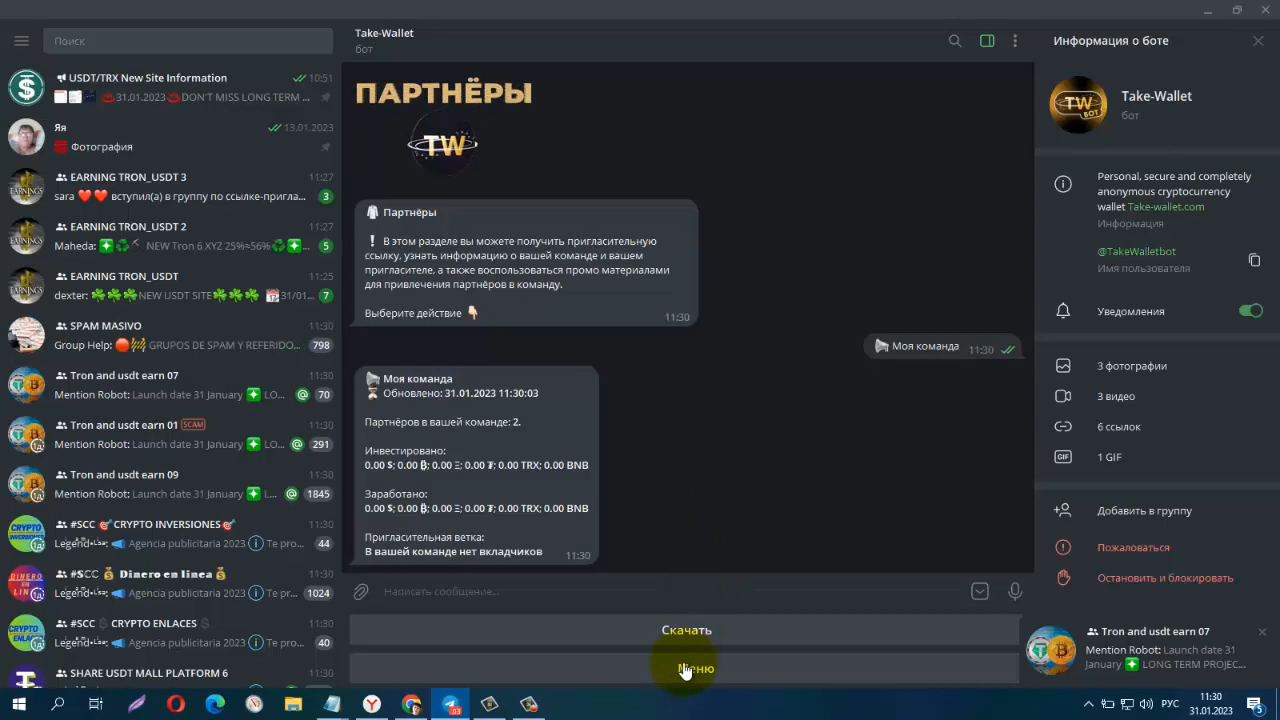 Поиск
USDT/TRX New Site Information 10:51
31.01.2023 DON'T MISS LONG TERM ...
Яя 13.01.2023
Фотография
EARNING TRON_USDT 3 11:27
sara вступил(а) в группу по ссылке-пригла... 3
EARNING TRON_USDT 2 11:27
Maheda: NEW Tron 6 XYZ 25%≈56% 5
EARNING TRON_USDT 11:25
dexter: NEW USDT SITE 31/01... 7
SPAM MASIVO 11:30
Group Help: GRUPOS DE SPAM Y REFERIDO... 798
Tron and usdt earn 07 11:30
Mention Robot: Launch date 31 January LO... @ 70
Tron and usdt earn 01 SCAM 11:30
Mention Robot: Launch date 31 January LO... @ 291
Tron and usdt earn 09 11:30
Mention Robot: Launch date 31 January L... @ 1845
#SCC CRYPTO INVERSIONES 11:30
Agencia publicitaria 2023 Te pro... 44
#SCC Dinero en linea 11:30
Agencia publicitaria 2023 Te pro... 1024
#SCC CRYPTO ENLACES 11:30
Agencia publicitaria 2023 Te pro... 40
SHARE USDT MALL PLATFORM 6 11:30
Take-Wallet
бот
ПАРТНЁРЫ
TW
Партнёры
❗ В этом разделе вы можете получить пригласительную
ссылку, узнать информацию о вашей команде и вашем
пригласителе, а также воспользоваться промо материалами
для привлечения партнёров в команду.
Выберите действие 👇🏻 11:30
Моя команда 11:30
Моя команда
Обновлено: 31.01.2023 11:30:03
Партнёров в вашей команде: 2.
Инвестировано:
0.00 $; 0.00 ₿; 0.00 Ξ; 0.00 ₮; 0.00 TRX; 0.00 BNB
Заработано:
0.00 $; 0.00 ₿; 0.00 Ξ; 0.00 ₮; 0.00 TRX; 0.00 BNB
Пригласительная ветка:
В вашей команде нет вкладчиков 11:30
Написать сообщение...
Скачать
Меню
Информация о боте
TW
БОТ
Take-Wallet
бот
Personal, secure and completely
anonymous cryptocurrency
wallet Take-wallet.com
Информация
@TakeWalletbot
Имя пользователя
Уведомления
3 фотографии
3 видео
6 ссылок
GIF 1 GIF
Добавить в группу
Пожаловаться
Остановить и блокировать
Tron and usdt earn 07
Mention Robot: Launch date 31
January LONG TERM PROJEC...
РУС
11:30
31.01.2023
5